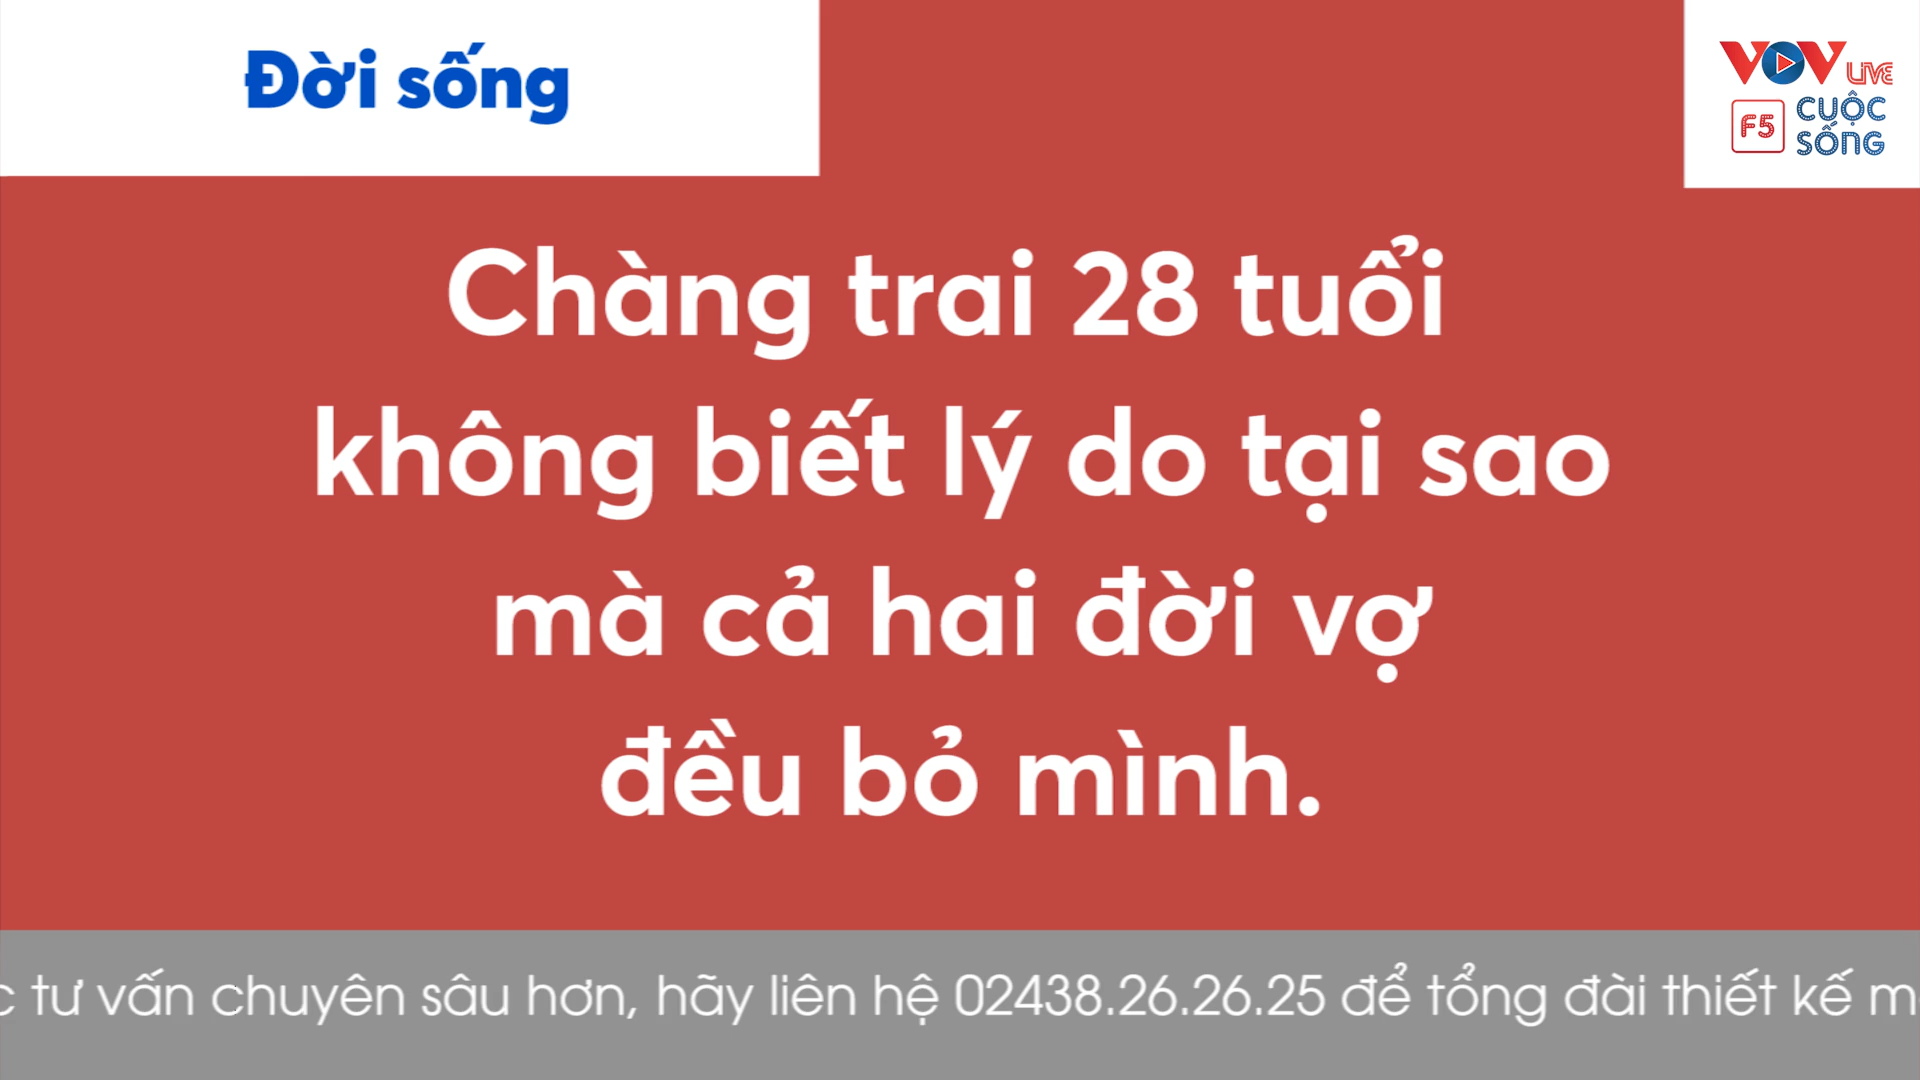 Đời sống
VOV LIVE
F5 CUỘC SỐNG
Chàng trai 28 tuổi
không biết lý do tại sao
mà cả hai đời vợ
đều bỏ mình.
tư vấn chuyên sâu hơn, hãy liên hệ 02438.26.26.25 để tổng đài thiết kế